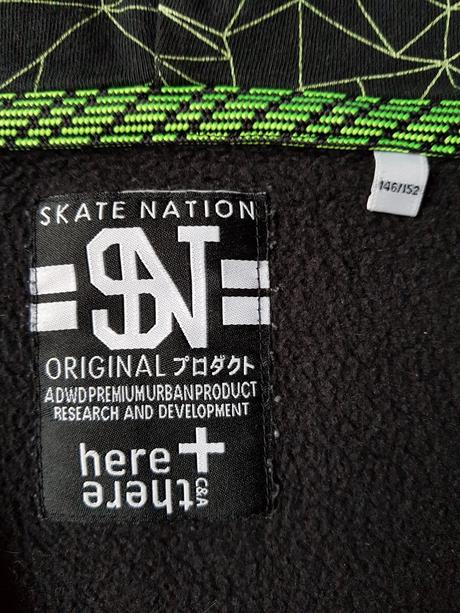 146/152
SKATE NATION
SN
ORIGINAL プロダクト
ADWDPREMIUMURBANPRODUCT
RESEARCH AND DEVELOPMENT
here+
there
C&A